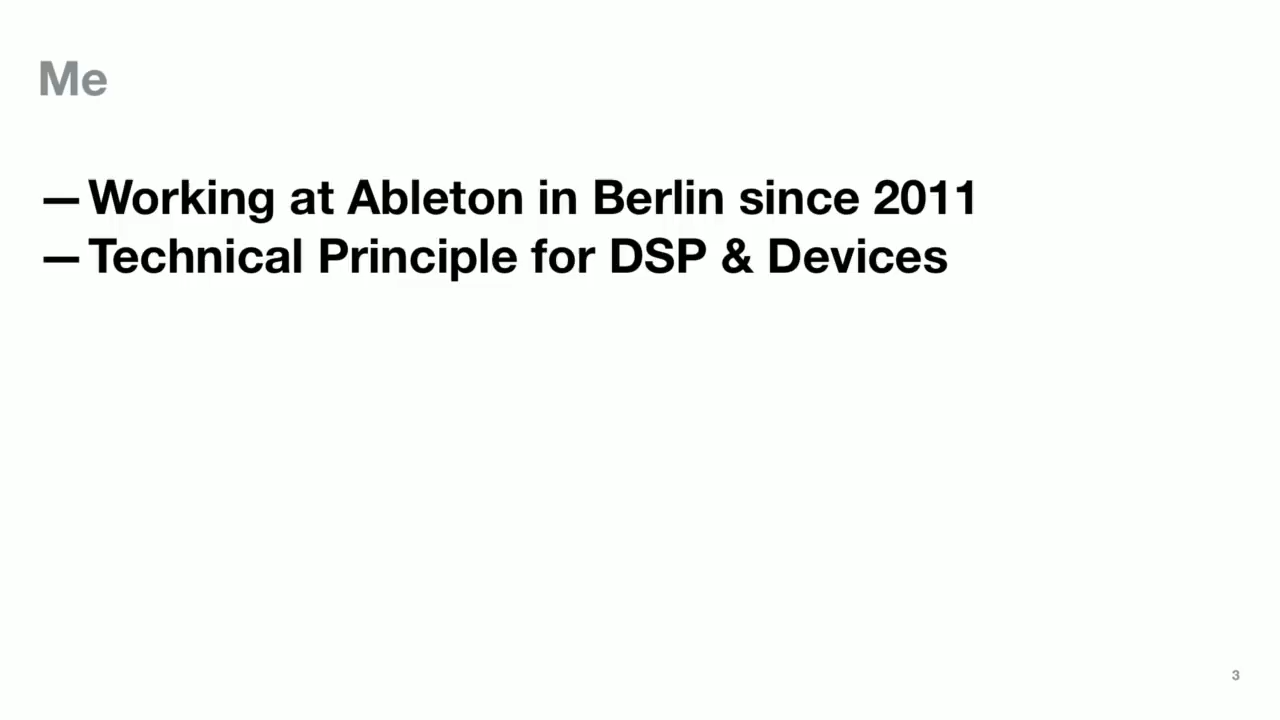 Me
—Working at Ableton in Berlin since 2011
—Technical Principle for DSP & Devices
3